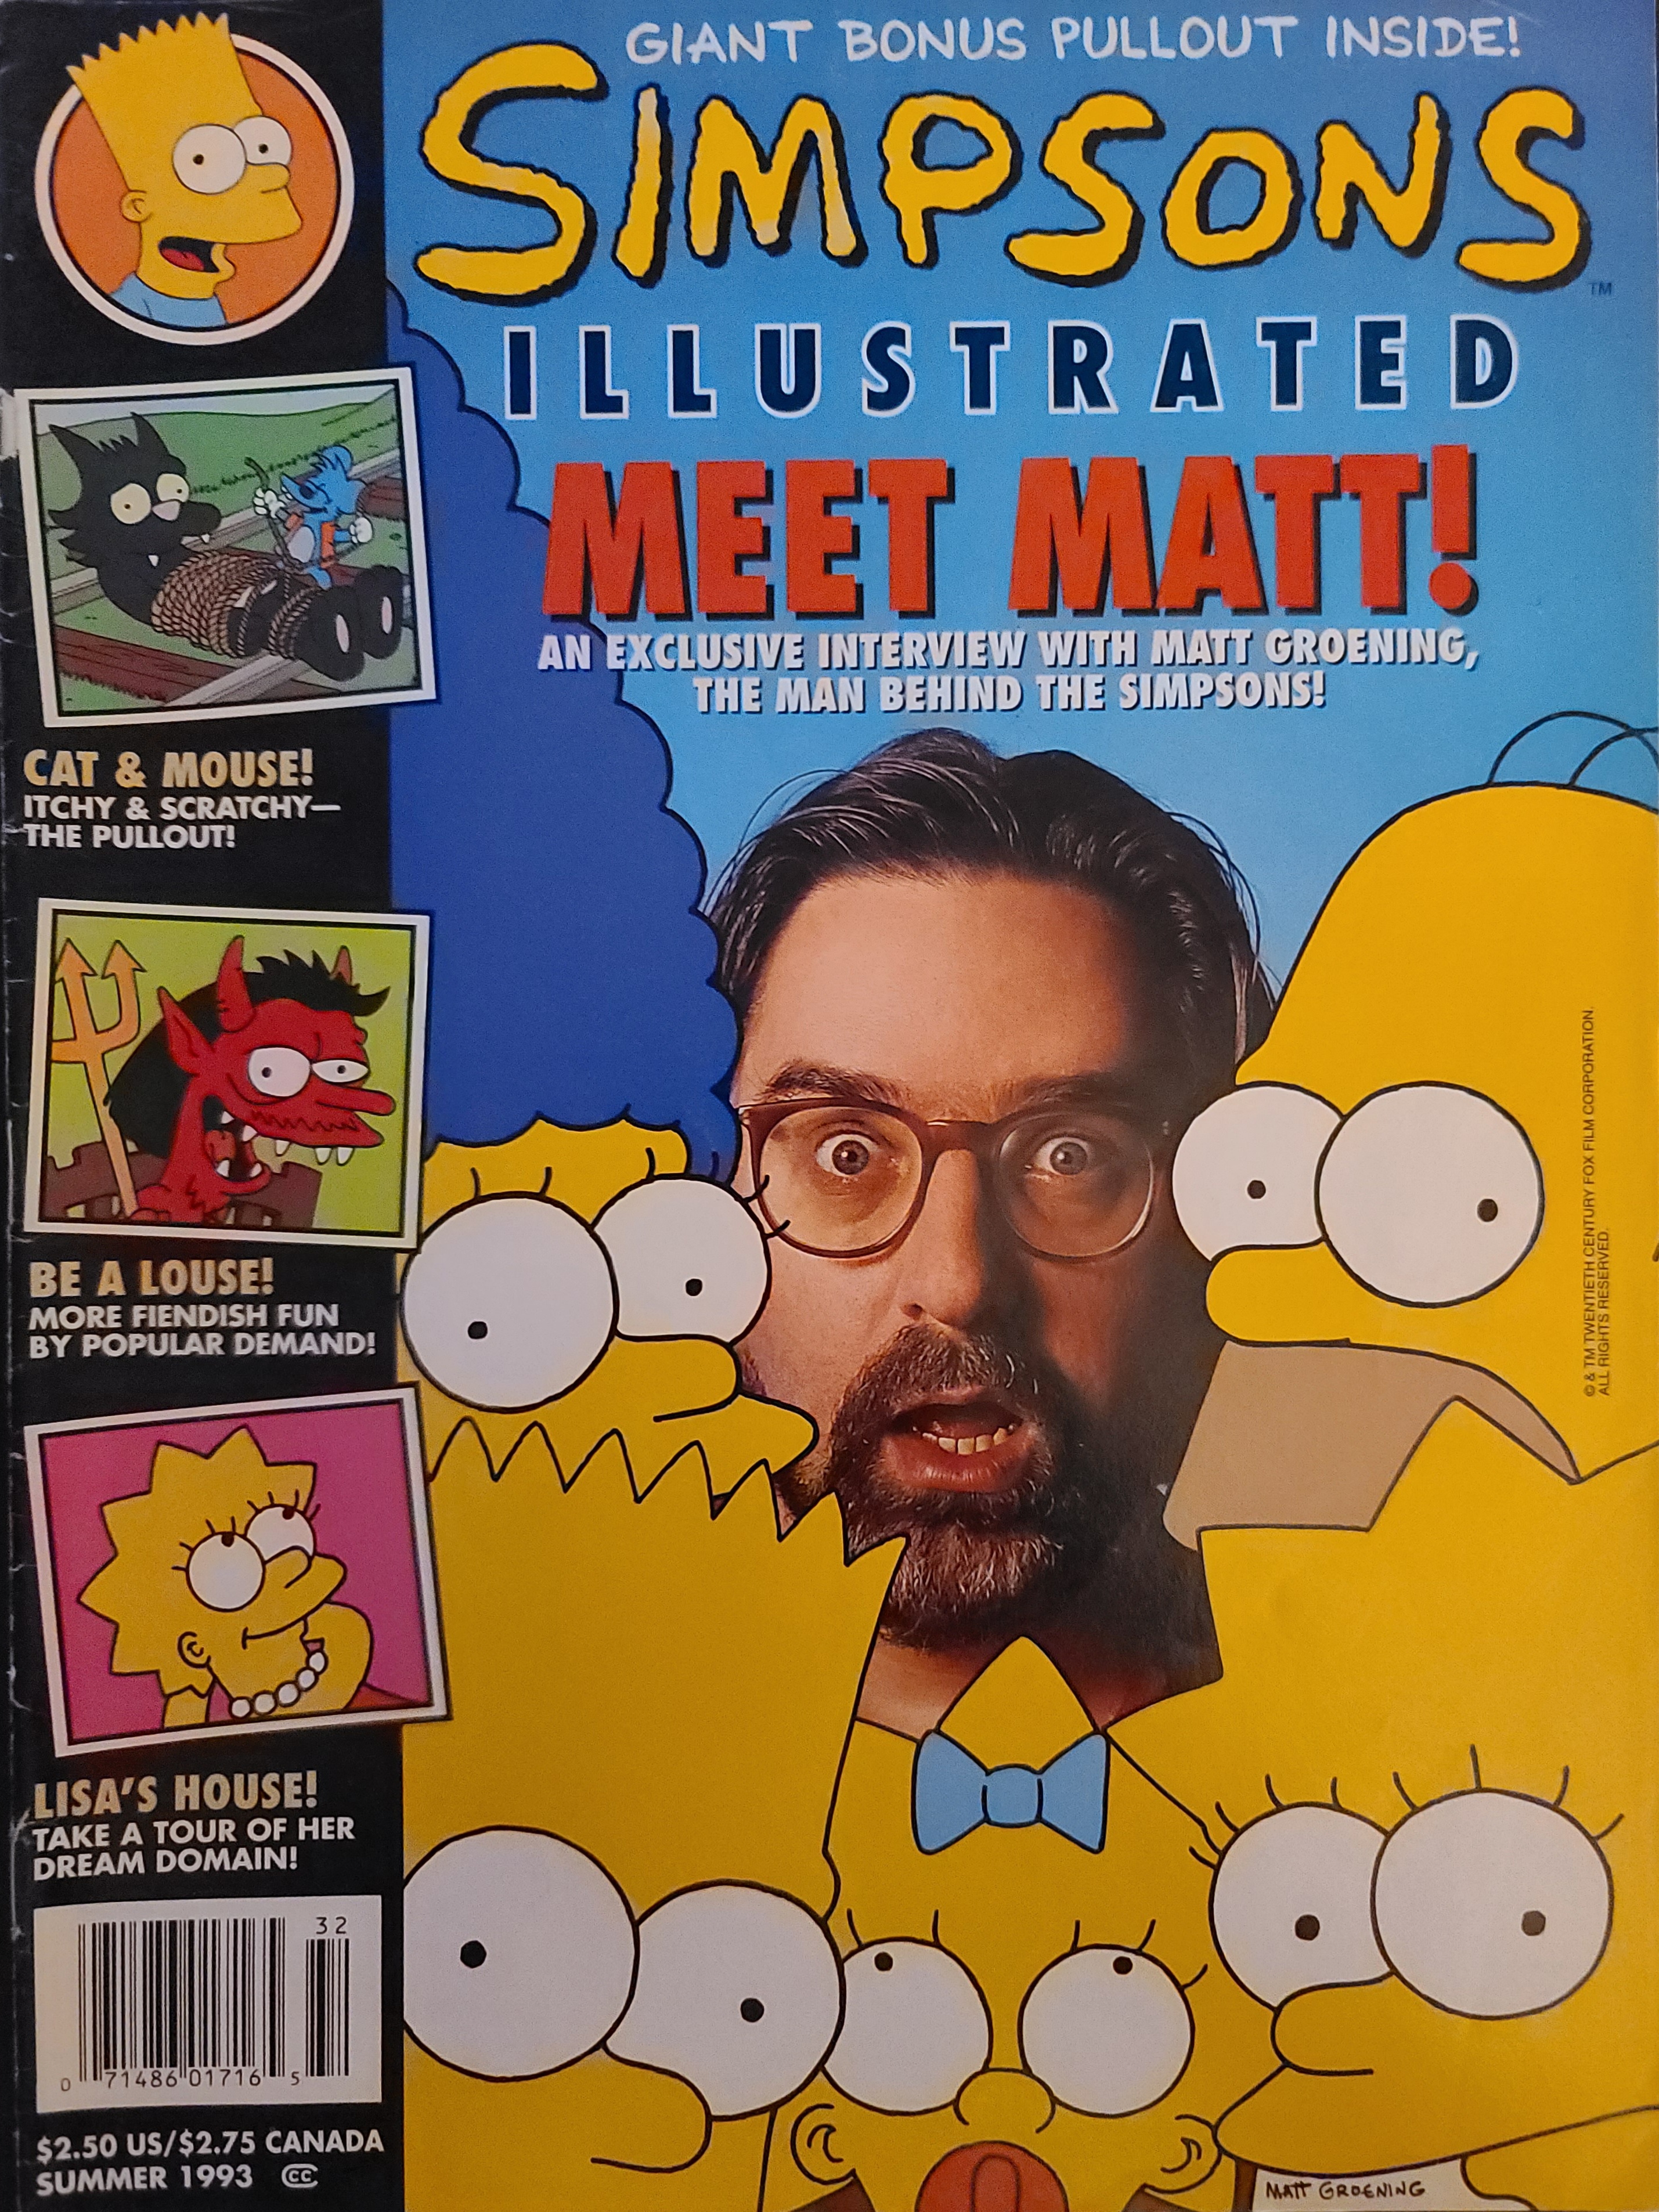 GIANT BONUS PULLOUT INSIDE!
SIMPSONS
TM
ILLUSTRATED
MEET MATT!
AN EXCLUSIVE INTERVIEW WITH MATT GROENING,
THE MAN BEHIND THE SIMPSONS!
CAT & MOUSE!
ITCHY & SCRATCHY—
THE PULLOUT!
BE A LOUSE!
MORE FIENDISH FUN
BY POPULAR DEMAND!
LISA'S HOUSE!
TAKE A TOUR OF HER
DREAM DOMAIN!
32
0 71486 01716 5
$2.50 US/$2.75 CANADA
SUMMER 1993 CC
© & TM TWENTIETH CENTURY FOX FILM CORPORATION.
ALL RIGHTS RESERVED.
MATT GROENING